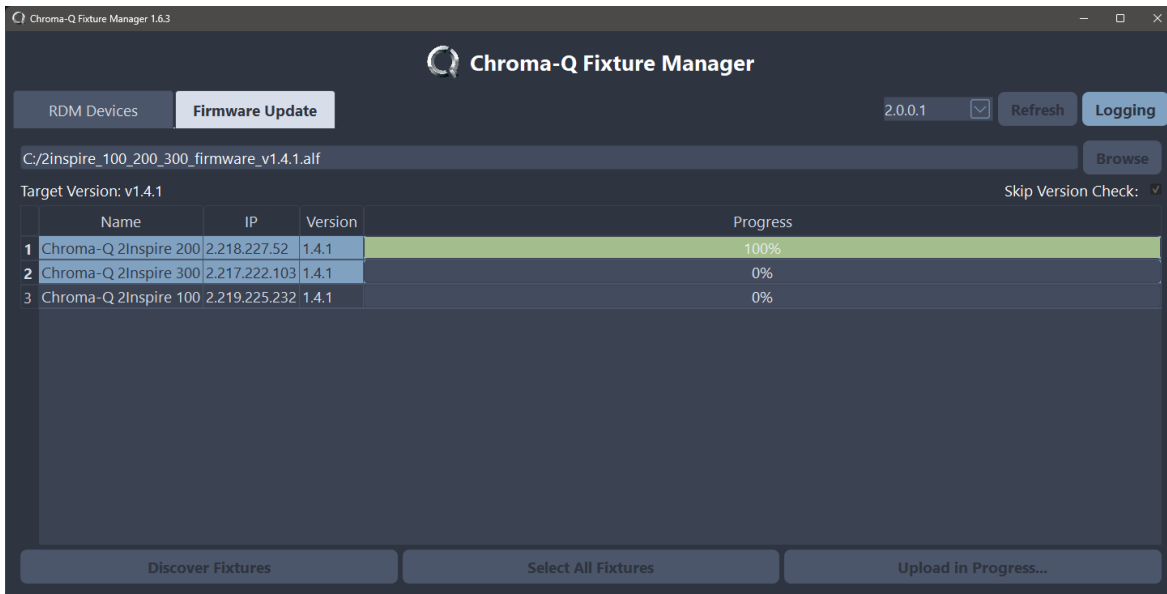 Chroma-Q Fixture Manager 1.6.3
Chroma-Q Fixture Manager
RDM Devices Firmware Update 2.0.0.1 Refresh Logging
C:/2inspire_100_200_300_firmware_v1.4.1.alf Browse
Target Version: v1.4.1 Skip Version Check:
Name IP Version Progress
1 Chroma-Q 2Inspire 200 2.218.227.52 1.4.1 100%
2 Chroma-Q 2Inspire 300 2.217.222.103 1.4.1 0%
3 Chroma-Q 2Inspire 100 2.219.225.232 1.4.1 0%
Discover Fixtures Select All Fixtures Upload in Progress...